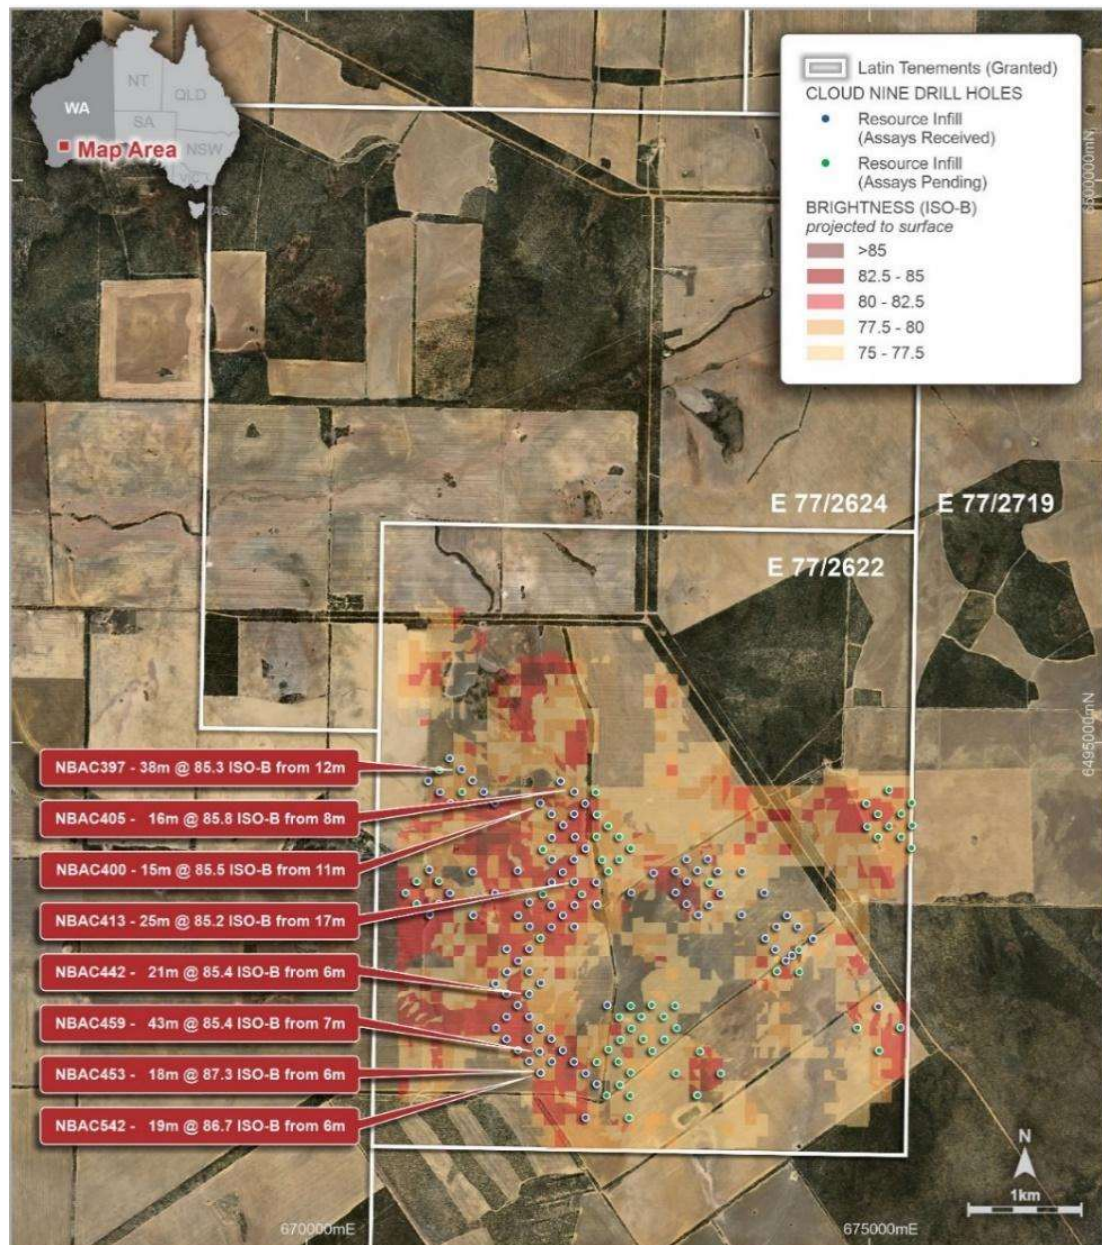 NT
QLD
WA
SA
NSW
VIC
TAS
Map Area
Latin Tenements (Granted)
CLOUD NINE DRILL HOLES
Resource Infill
(Assays Received)
Resource Infill
(Assays Pending)
BRIGHTNESS (ISO-B)
projected to surface
>85
82.5 - 85
80 - 82.5
77.5 - 80
75 - 77.5
6500000mN
E 77/2624
E 77/2719
E 77/2622
6495000mN
NBAC397 - 38m @ 85.3 ISO-B from 12m
NBAC405 - 16m @ 85.8 ISO-B from 8m
NBAC400 - 15m @ 85.5 ISO-B from 11m
NBAC413 - 25m @ 85.2 ISO-B from 17m
NBAC442 - 21m @ 85.4 ISO-B from 6m
NBAC459 - 43m @ 85.4 ISO-B from 7m
NBAC453 - 18m @ 87.3 ISO-B from 6m
NBAC542 - 19m @ 86.7 ISO-B from 6m
N
1km
670000mE
675000mE